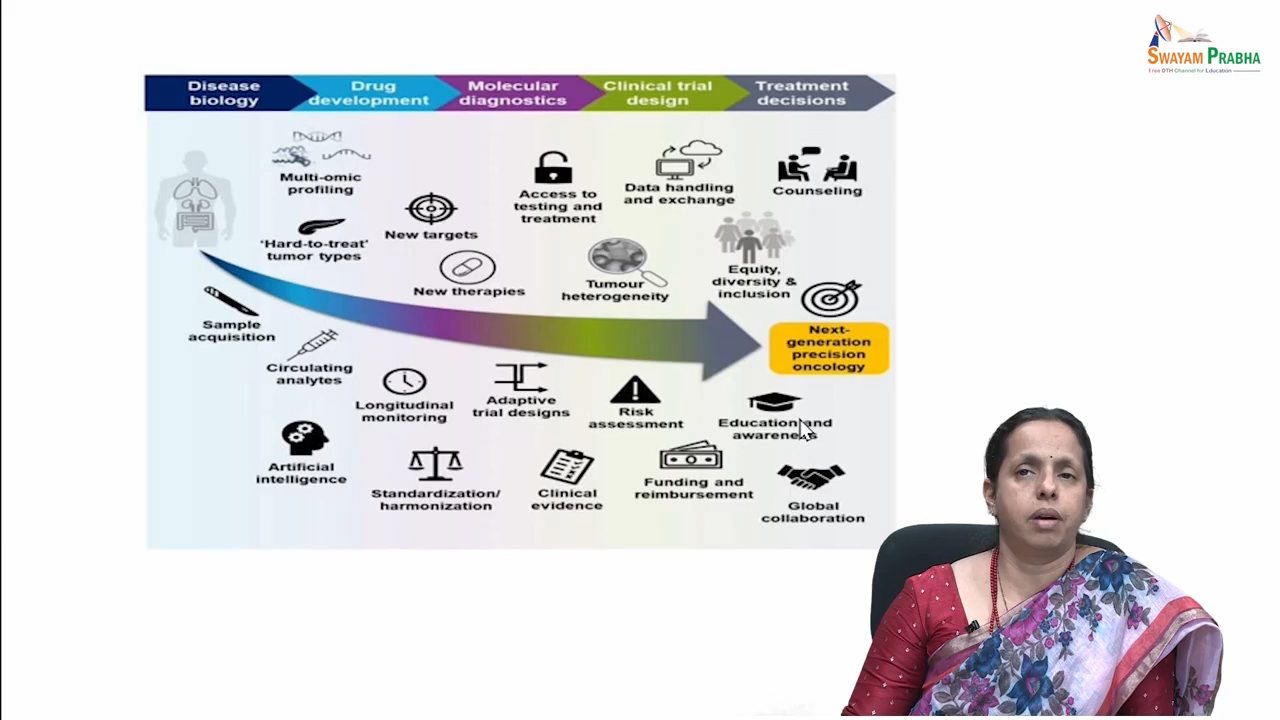 SWAYAM PRABHA
Free DTH Channel for Education
Disease
biology
Drug
development
Molecular
diagnostics
Clinical trial
design
Treatment
decisions
Multi-omic
profiling
'Hard-to-treat'
tumor types
New targets
New therapies
Access to
testing and
treatment
Data handling
and exchange
Counseling
Tumour
heterogeneity
Equity,
diversity &
inclusion
Sample
acquisition
Circulating
analytes
Longitudinal
monitoring
Adaptive
trial designs
Risk
assessment
Next-
generation
precision
oncology
Education and
awareness
Artificial
intelligence
Standardization/
harmonization
Clinical
evidence
Funding and
reimbursement
Global
collaboration